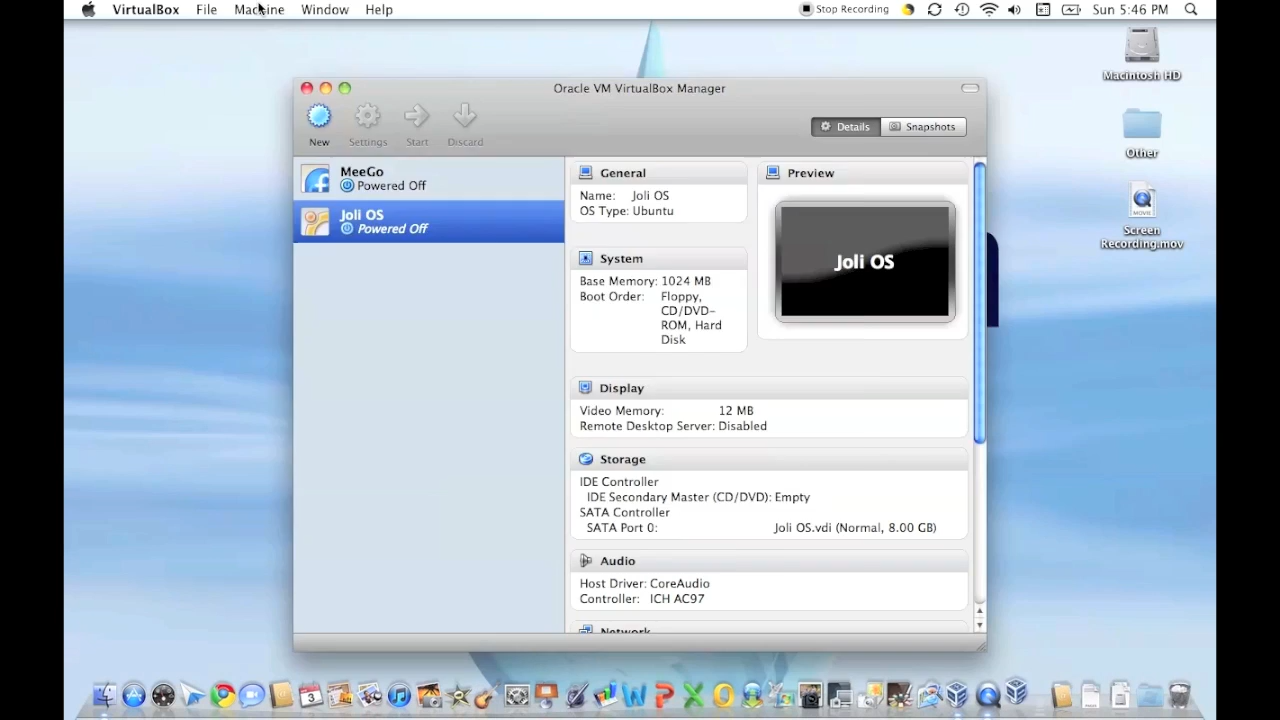 VirtualBox File Machine Window Help Stop Recording Sun 5:46 PM
Macintosh HD
Other
MOVIE
Screen
Recording.mov
Oracle VM VirtualBox Manager
New Settings Start Discard Details Snapshots
MeeGo
Powered Off
Joli OS
Powered Off
General
Name: Joli OS
OS Type: Ubuntu
Preview
Joli OS
System
Base Memory: 1024 MB
Boot Order: Floppy,
CD/DVD-
ROM, Hard
Disk
Display
Video Memory: 12 MB
Remote Desktop Server: Disabled
Storage
IDE Controller
IDE Secondary Master (CD/DVD): Empty
SATA Controller
SATA Port 0: Joli OS.vdi (Normal, 8.00 GB)
Audio
Host Driver: CoreAudio
Controller: ICH AC97
Network
3